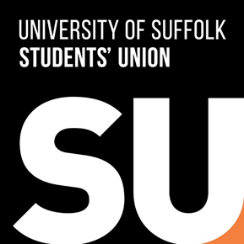 UNIVERSITY OF SUFFOLK
STUDENTS’ UNION
SU